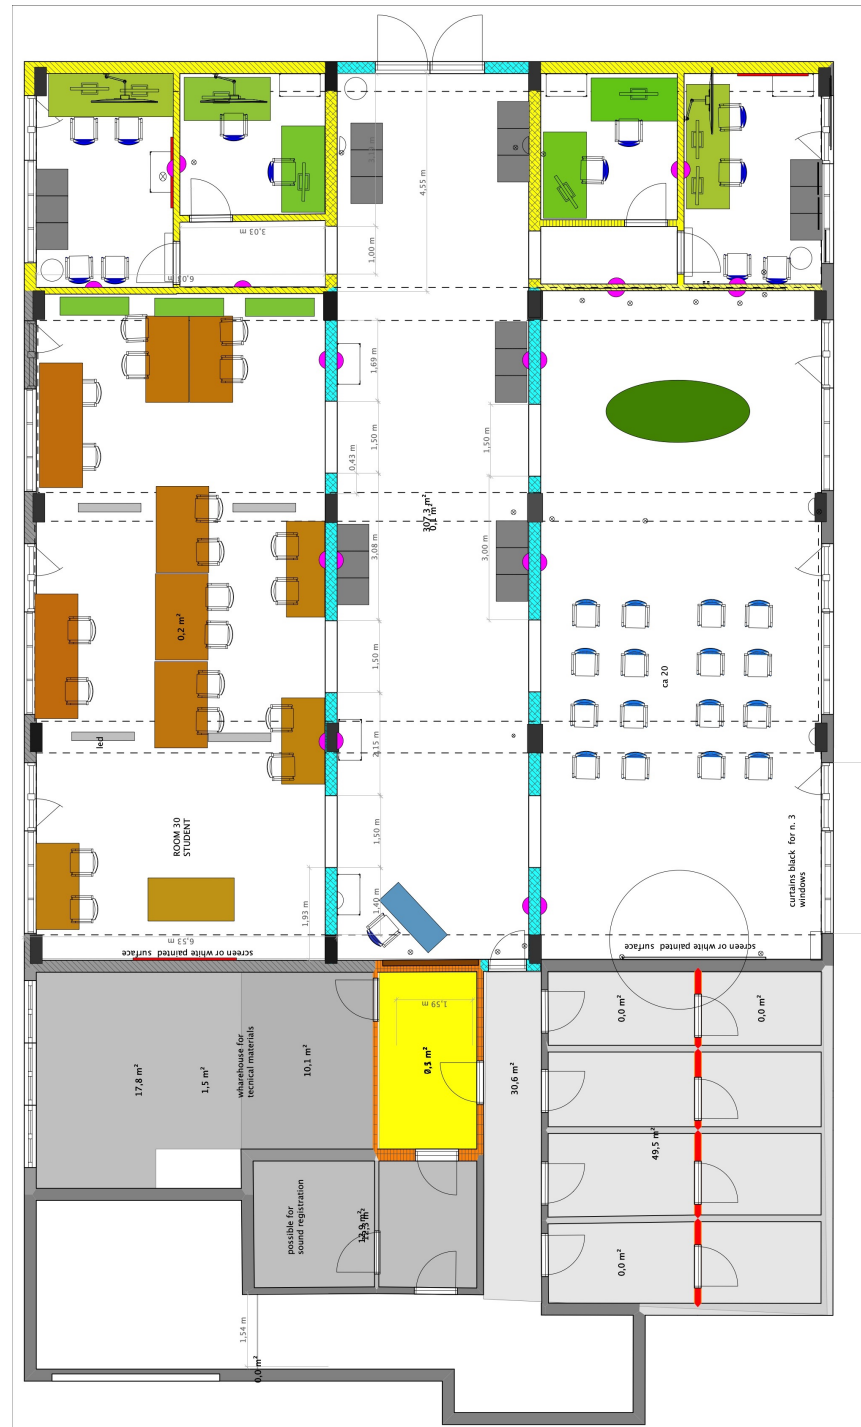 4,55 m
3,03 m
1,00 m
6,03 m
1,69 m
1,50 m
1,50 m
0,43 m
307,3 m²
0,1 m²
3,08 m
3,00 m
0,2 m²
1,50 m
ca 20
led
2,15 m
1,50 m
ROOM 30
STUDENT
curtains black for n. 3
windows
1,40 m
1,93 m
6,53 m
screen or white painted surface
screen or white painted surface
1,59 m
0,0 m²
0,0 m²
wharehouse for
tecnical materials
17,8 m²
1,5 m²
10,1 m²
30,6 m²
49,5 m²
possible for
sound registration
0,0 m²
1,54 m
0,0 m²